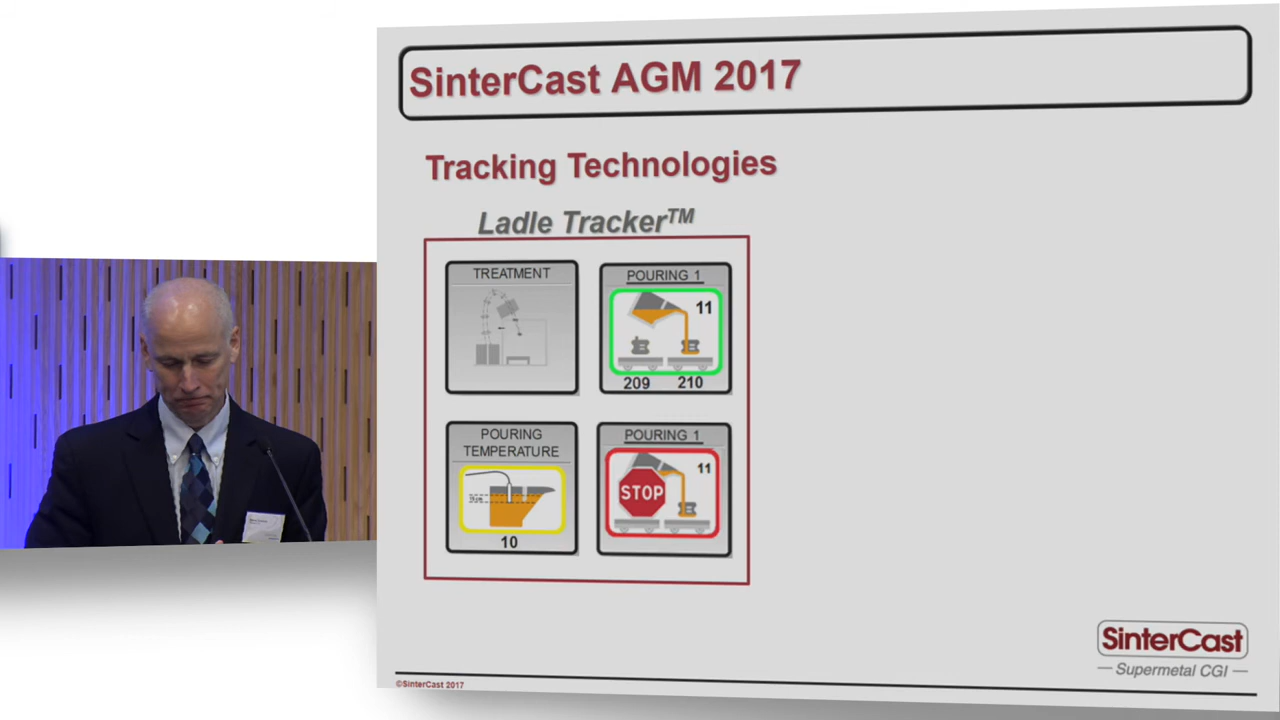 SinterCast AGM 2017
Tracking Technologies
Ladle Tracker™
TREATMENT
POURING 1
11
209 210
POURING
TEMPERATURE
10
POURING 1
11
STOP
SinterCast
— Supermetal CGI —
©SinterCast 2017